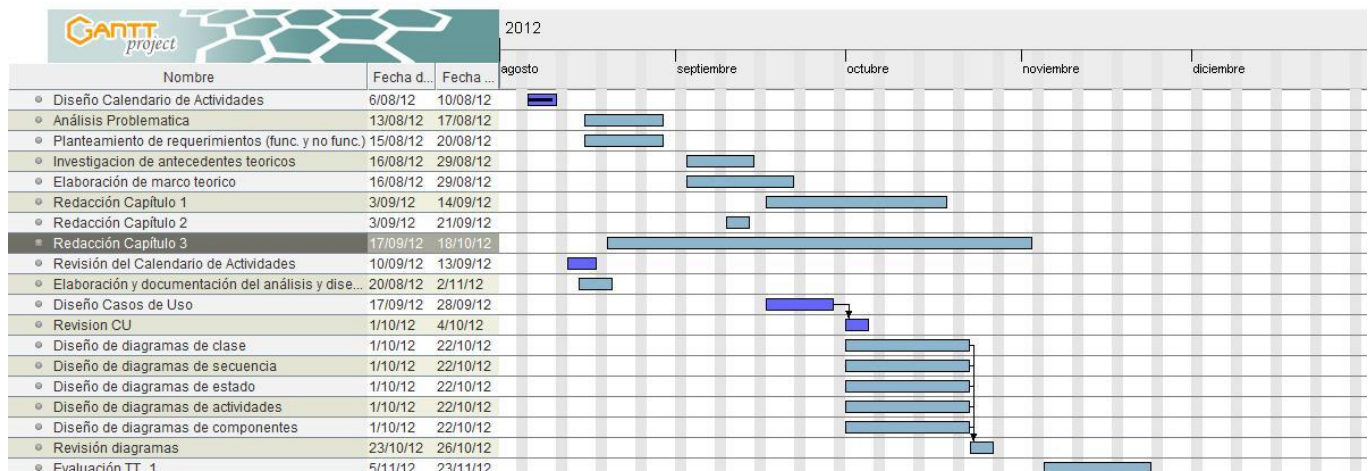 GANTT
project
2012
Nombre Fecha d... Fecha ... agosto septiembre octubre noviembre diciembre
Diseño Calendario de Actividades 6/08/12 10/08/12
Análisis Problematica 13/08/12 17/08/12
Planteamiento de requerimientos (func. y no func.) 15/08/12 20/08/12
Investigacion de antecedentes teoricos 16/08/12 29/08/12
Elaboración de marco teorico 16/08/12 29/08/12
Redacción Capítulo 1 3/09/12 14/09/12
Redacción Capítulo 2 3/09/12 21/09/12
Redacción Capítulo 3 17/09/12 18/10/12
Revisión del Calendario de Actividades 10/09/12 13/09/12
Elaboración y documentación del análisis y dise... 20/08/12 2/11/12
Diseño Casos de Uso 17/09/12 28/09/12
Revision CU 1/10/12 4/10/12
Diseño de diagramas de clase 1/10/12 22/10/12
Diseño de diagramas de secuencia 1/10/12 22/10/12
Diseño de diagramas de estado 1/10/12 22/10/12
Diseño de diagramas de actividades 1/10/12 22/10/12
Diseño de diagramas de componentes 1/10/12 22/10/12
Revisión diagramas 23/10/12 26/10/12
Evaluación TT 1 5/11/12 23/11/12